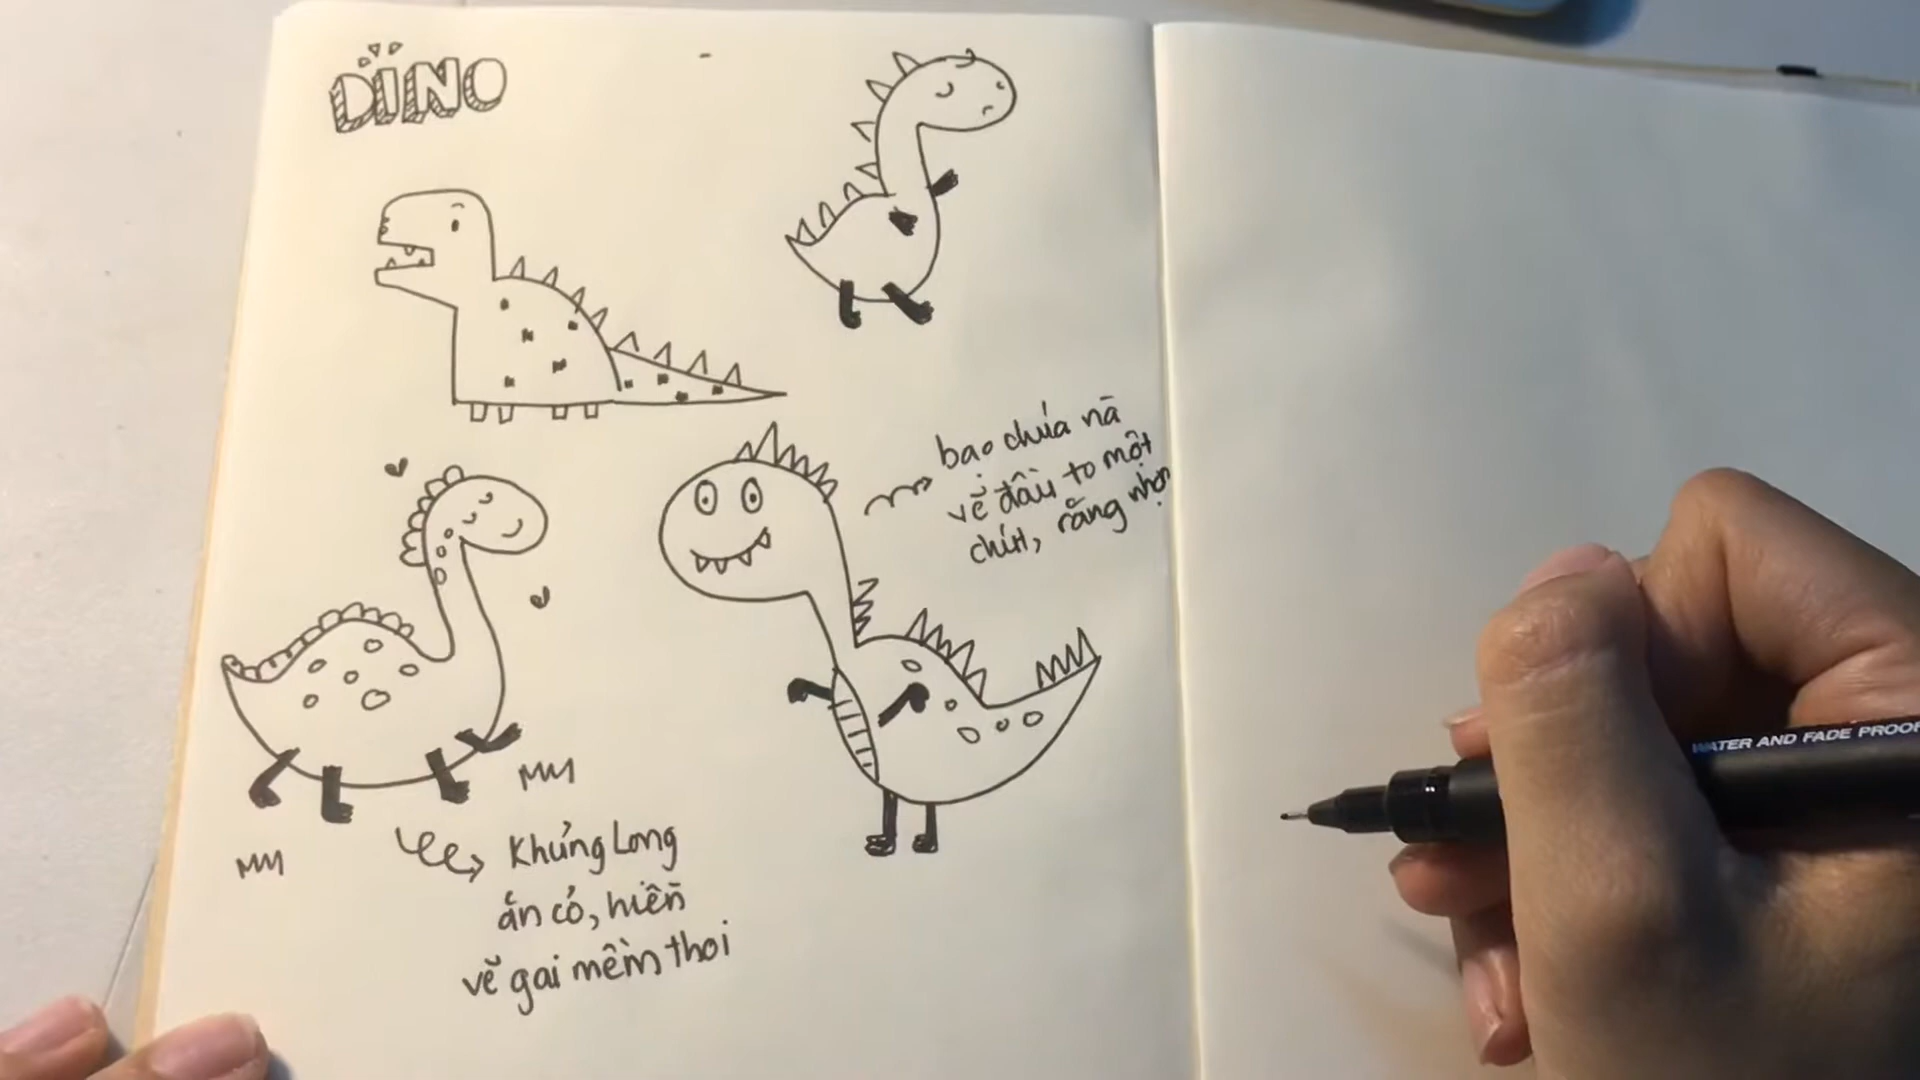 DINO
bạo chúa nà
vẽ đầu to một
chút, răng nhọn
Khủng Long
ăn cỏ, hiền
vẽ gai mềm thoi
WATER AND FADE PROOF